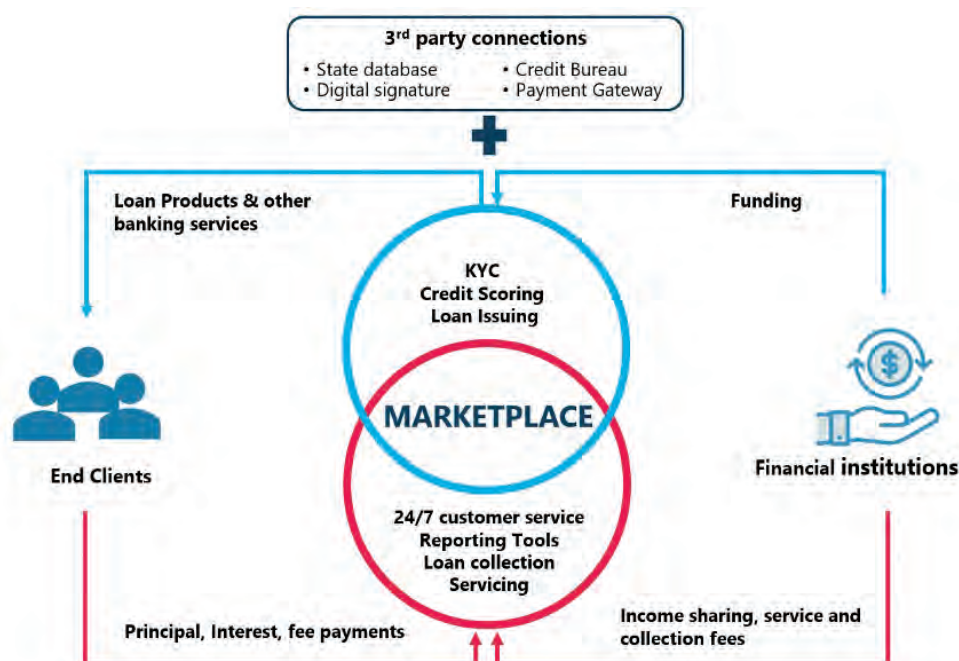 3rd party connections
• State database
• Digital signature
• Credit Bureau
• Payment Gateway
Loan Products & other
banking services
Funding
KYC
Credit Scoring
Loan Issuing
MARKETPLACE
End Clients
Financial institutions
24/7 customer service
Reporting Tools
Loan collection
Servicing
Principal, Interest, fee payments
Income sharing, service and
collection fees